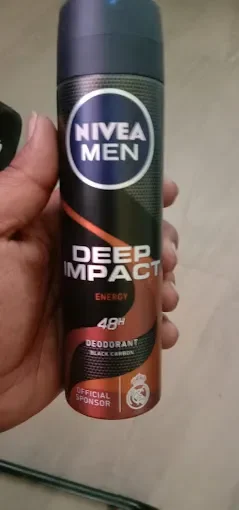 NIVEA
MEN
DEEP
IMPACT
ENERGY
48H
DEODORANT
BLACK CARBON
OFFICIAL
SPONSOR